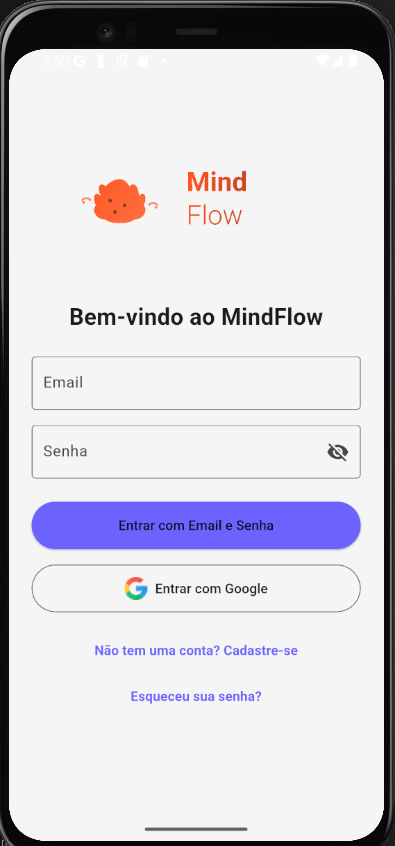 2:50
Mind
Flow
Bem-vindo ao MindFlow
Email
Senha
Entrar com Email e Senha
Entrar com Google
Não tem uma conta? Cadastre-se
Esqueceu sua senha?